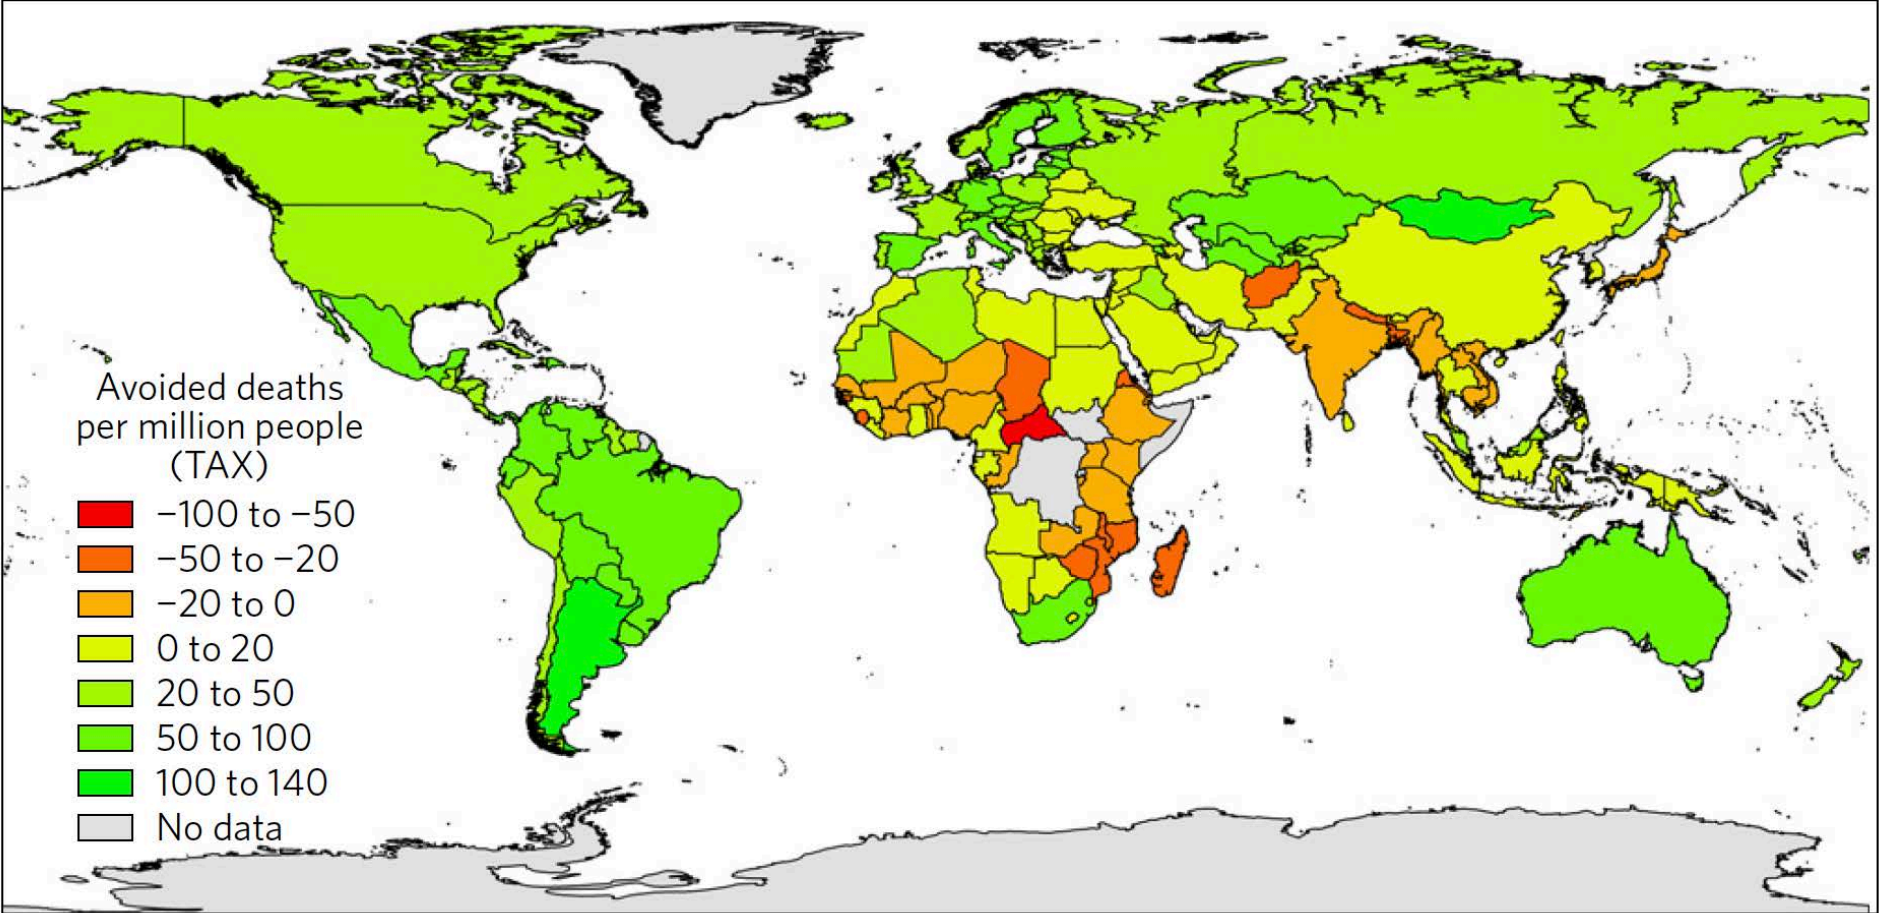 Avoided deaths
per million people
(TAX)
−100 to −50
−50 to −20
−20 to 0
0 to 20
20 to 50
50 to 100
100 to 140
No data